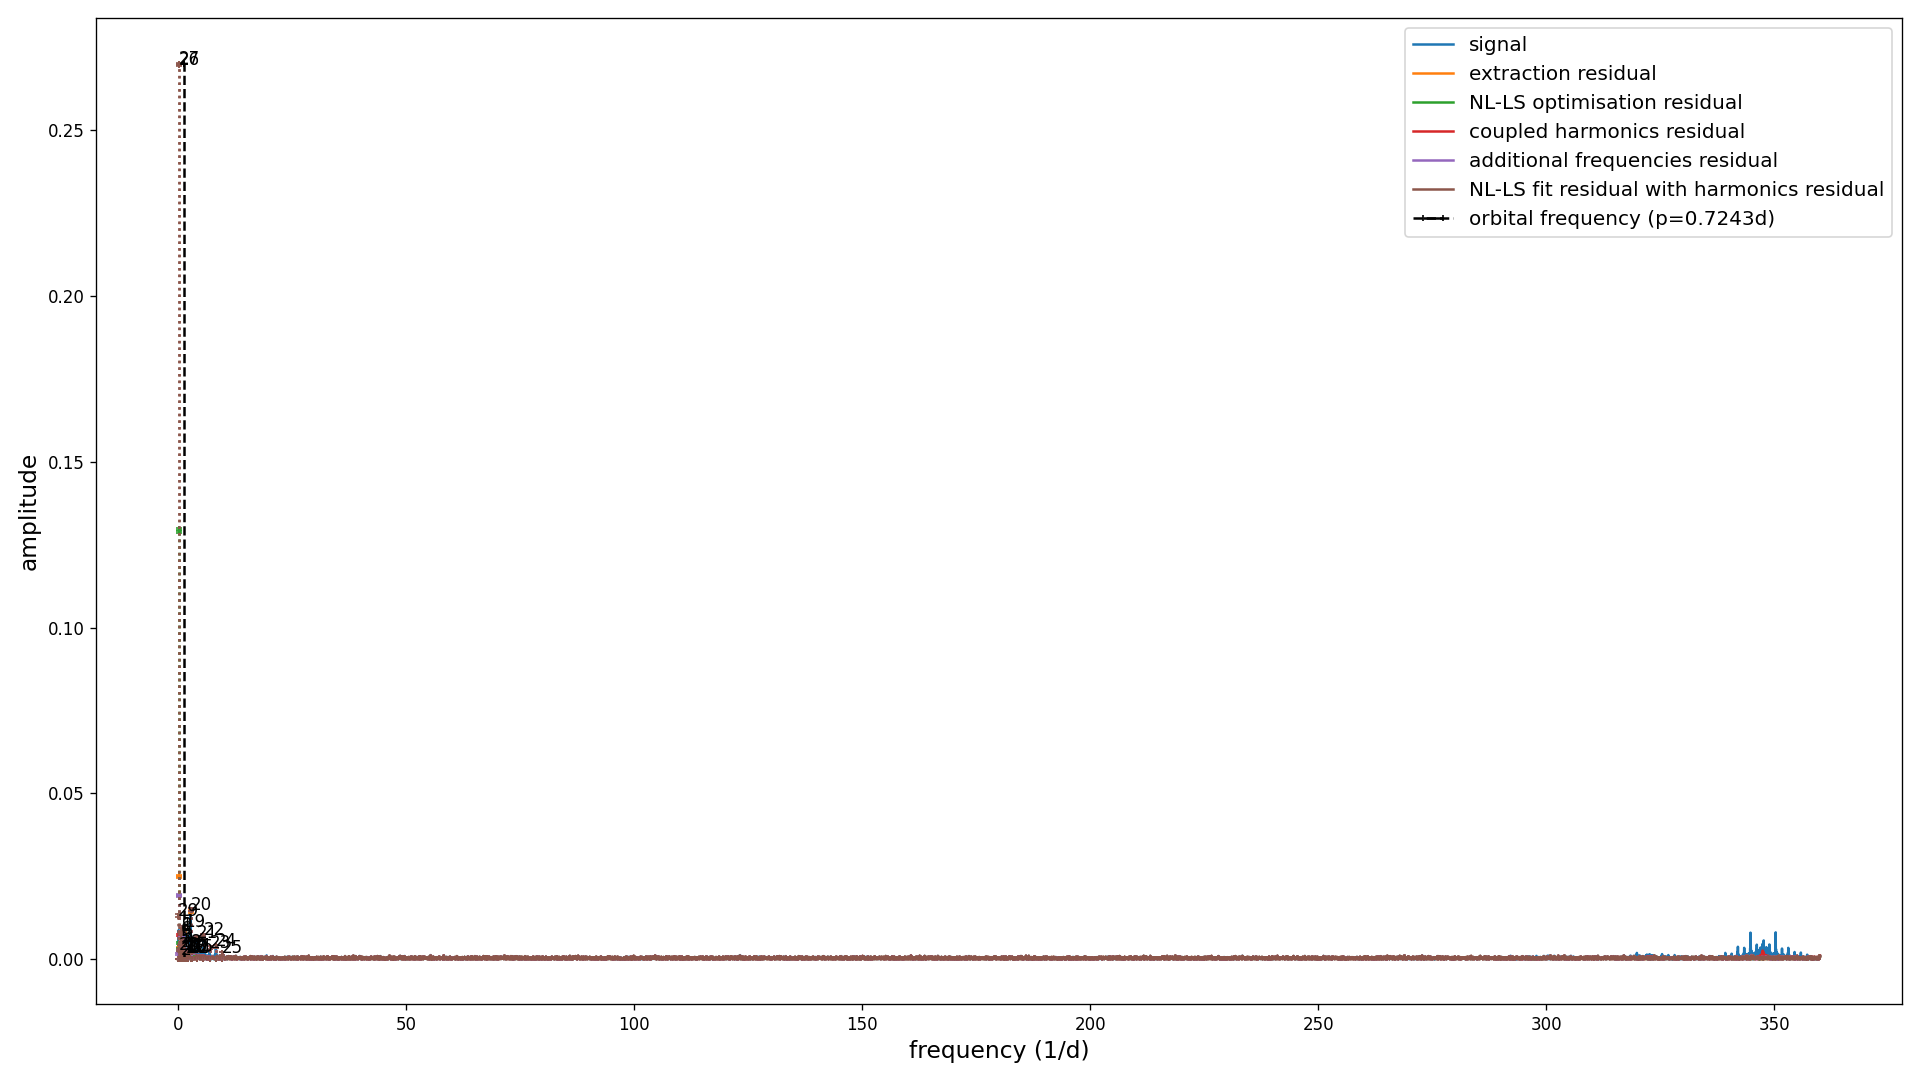 signal
extraction residual
NL-LS optimisation residual
coupled harmonics residual
additional frequencies residual
NL-LS fit residual with harmonics residual
orbital frequency (p=0.7243d)
amplitude
0.25
0.20
0.15
0.10
0.05
0.00
20
22
24
25
0
50
100
150
200
250
300
350
frequency (1/d)